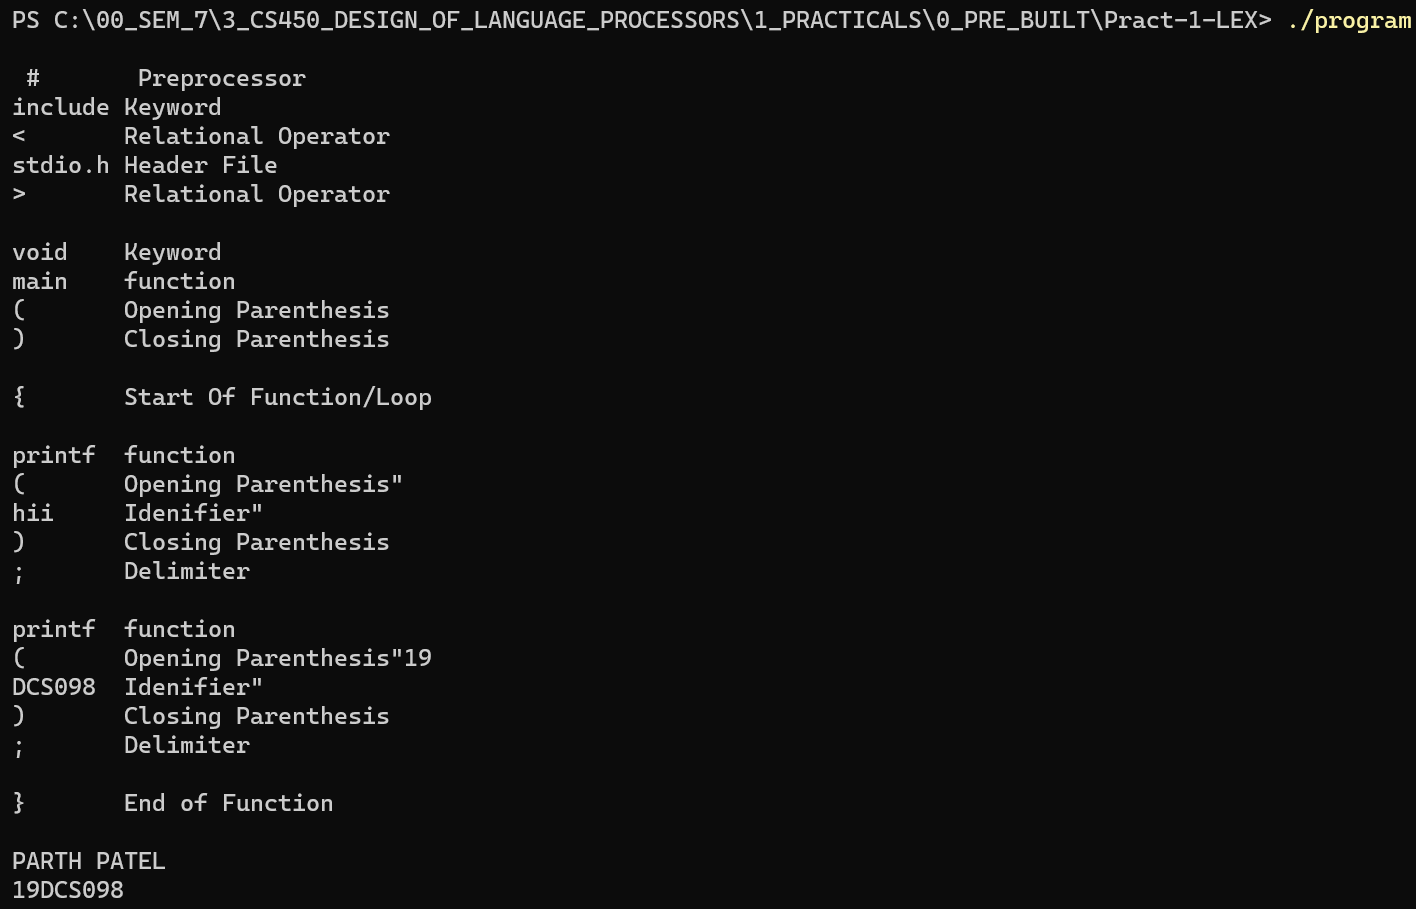 PS C:\00_SEM_7\3_CS450_DESIGN_OF_LANGUAGE_PROCESSORS\1_PRACTICALS\0_PRE_BUILT\Pract-1-LEX> ./program
 #       Preprocessor
include Keyword
<       Relational Operator
stdio.h Header File
>       Relational Operator
void    Keyword
main    function
(       Opening Parenthesis
)       Closing Parenthesis
{       Start Of Function/Loop
printf  function
(       Opening Parenthesis"
hii     Idenifier"
)       Closing Parenthesis
;       Delimiter
printf  function
(       Opening Parenthesis"19
DCS098  Idenifier"
)       Closing Parenthesis
;       Delimiter
}       End of Function
PARTH PATEL
19DCS098